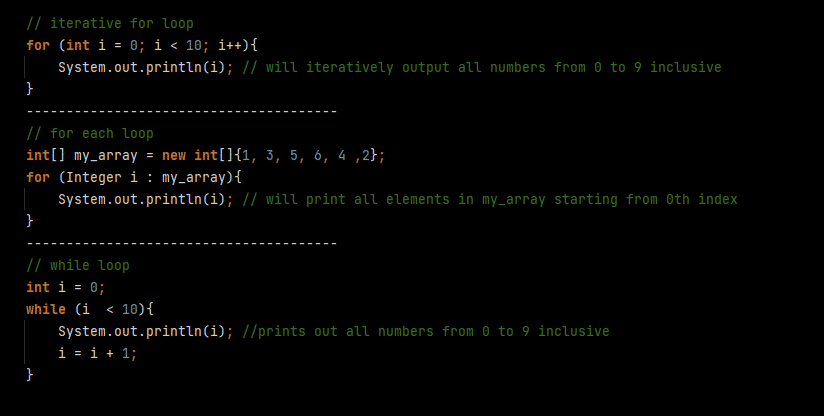 // iterative for loop
for (int i = 0; i < 10; i++){
    System.out.println(i); // will iteratively output all numbers from 0 to 9 inclusive
}
---------------------------------------
// for each loop
int[] my_array = new int[]{1, 3, 5, 6, 4 ,2};
for (Integer i : my_array){
    System.out.println(i); // will print all elements in my_array starting from 0th index
}
---------------------------------------
// while loop
int i = 0;
while (i  < 10){
    System.out.println(i); //prints out all numbers from 0 to 9 inclusive
    i = i + 1;
}